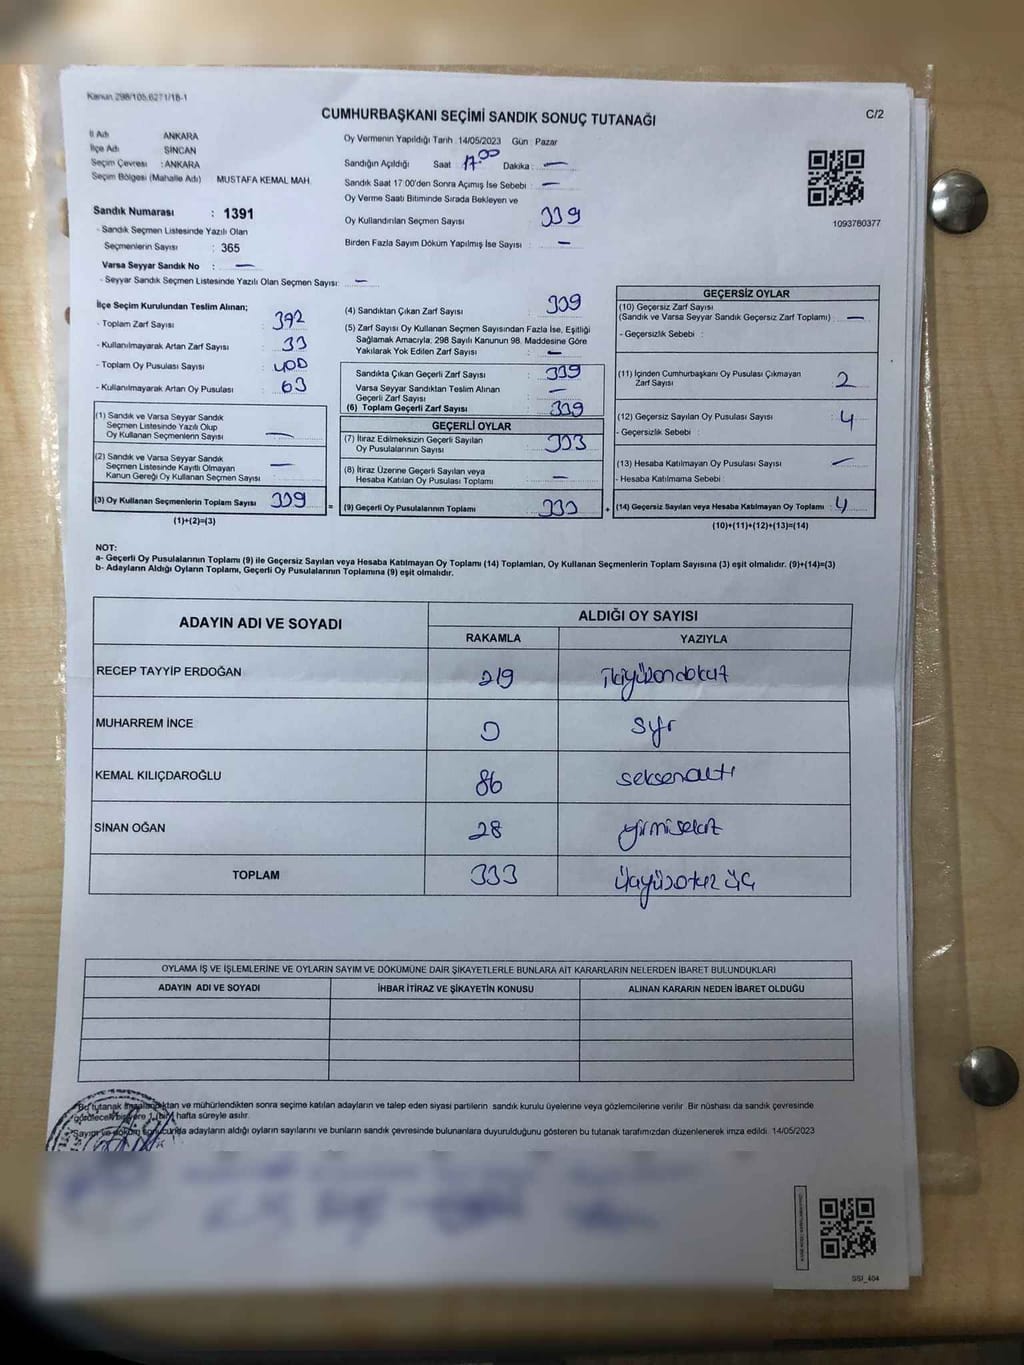 Kanun 298/105,6271/18-1
CUMHURBAŞKANI SEÇİMİ SANDIK SONUÇ TUTANAĞI
C/2
İl Adı ANKARA
İlçe Adı SİNCAN
Seçim Çevresi : ANKARA
Seçim Bölgesi (Mahalle Adı) MUSTAFA KEMAL MAH.
Sandık Numarası : 1391
- Sandık Seçmen Listesinde Yazılı Olan
Seçmenlerin Sayısı : 365
Varsa Seyyar Sandık No : —
- Seyyar Sandık Seçmen Listesinde Yazılı Olan Seçmen Sayısı: —
Oy Vermenin Yapıldığı Tarih 14/05/2023 Gün Pazar
Sandığın Açıldığı Saat 17.00 Dakika : —
Sandık Saat 17:00'den Sonra Açımış İse Sebebi : —
Oy Verme Saati Bitiminde Sırada Bekleyen ve
Oy Kullandırılan Seçmen Sayısı 339
Birden Fazla Sayım Döküm Yapılmış İse Sayısı : —
1093780377
İlçe Seçim Kurulundan Teslim Alınan;
- Toplam Zarf Sayısı : 372
- Kullanılmayarak Artan Zarf Sayısı : 33
- Toplam Oy Pusulası Sayısı : 400
- Kullanılmayarak Artan Oy Pusulası : 63
(1) Sandık ve Varsa Seyyar Sandık
Seçmen Listesinde Yazılı Olup
Oy Kullanan Seçmenlerin Sayısı : —
(2) Sandık ve Varsa Seyyar Sandık
Seçmen Listesinde Kayıtlı Olmayan
Kanun Gereği Oy Kullanan Seçmen Sayısı : —
(3) Oy Kullanan Seçmenlerin Toplam Sayısı : 339
(1)+(2)=(3)
(4) Sandıktan Çıkan Zarf Sayısı : 339
(5) Zarf Sayısı Oy Kullanan Seçmen Sayısından Fazla İse, Eşitliği
Sağlamak Amacıyla; 298 Sayılı Kanunun 98. Maddesine Göre
Yakılarak Yok Edilen Zarf Sayısı : —
Sandıkta Çıkan Geçerli Zarf Sayısı : 339
Varsa Seyyar Sandıktan Teslim Alınan
Geçerli Zarf Sayısı : —
(6) Toplam Geçerli Zarf Sayısı : 339
GEÇERLİ OYLAR
(7) İtiraz Edilmeksizin Geçerli Sayılan
Oy Pusulalarının Sayısı : 333
(8) İtiraz Üzerine Geçerli Sayılan veya
Hesaba Katılan Oy Pusulası Toplamı : —
= (9) Geçerli Oy Pusulalarının Toplamı : 333
GEÇERSİZ OYLAR
(10) Geçersiz Zarf Sayısı
(Sandık ve Varsa Seyyar Sandık Geçersiz Zarf Toplamı) : —
- Geçersizlik Sebebi :
(11) İçinden Cumhurbaşkanı Oy Pusulası Çıkmayan
Zarf Sayısı : 2
(12) Geçersiz Sayılan Oy Pusulası Sayısı : 4
- Geçersizlik Sebebi :
(13) Hesaba Katılmayan Oy Pusulası Sayısı : —
- Hesaba Katılmama Sebebi :
+ (14) Geçersiz Sayılan veya Hesaba Katılmayan Oy Toplamı : 4
(10)+(11)+(12)+(13)=(14)
NOT:
a- Geçerli Oy Pusulalarının Toplamı (9) ile Geçersiz Sayılan veya Hesaba Katılmayan Oy Toplamı (14) Toplamları, Oy Kullanan Seçmenlerin Toplam Sayısına (3) eşit olmalıdır. (9)+(14)=(3)
b- Adayların Aldığı Oyların Toplamı, Geçerli Oy Pusulalarının Toplamına (9) eşit olmalıdır.
ADAYIN ADI VE SOYADI ALDIĞI OY SAYISI
RAKAMLA YAZIYLA
RECEP TAYYİP ERDOĞAN 219 ikiyüzondokuz
MUHARREM İNCE 0 sıfır
KEMAL KILIÇDAROĞLU 86 seksenaltı
SİNAN OĞAN 28 yirmisekiz
TOPLAM 333 üçyüzotuz üç
OYLAMA İŞ VE İŞLEMLERİNE VE OYLARIN SAYIM VE DÖKÜMÜNE DAİR ŞİKAYETLERLE BUNLARA AİT KARARLARIN NELERDEN İBARET BULUNDUKLARI
ADAYIN ADI VE SOYADI İHBAR İTİRAZ VE ŞİKAYETİN KONUSU ALINAN KARARIN NEDEN İBARET OLDUĞU
Bu tutanak imzalandıktan ve mühürlendikten sonra seçime katılan adayların ve talep eden siyasi partilerin sandık kurulu üyelerine veya gözlemcilerine verilir. Bir nüshası da sandık çevresinde
görülecek bir yere 1 (bir) hafta süreyle asılır.
Sayım ve döküm sonucunda adayların aldığı oyların sayılarını ve bunların sandık çevresinde bulunanlara duyurulduğunu gösteren bu tutanak tarafımızdan düzenlenerek imza edildi. 14/05/2023
SSI_404